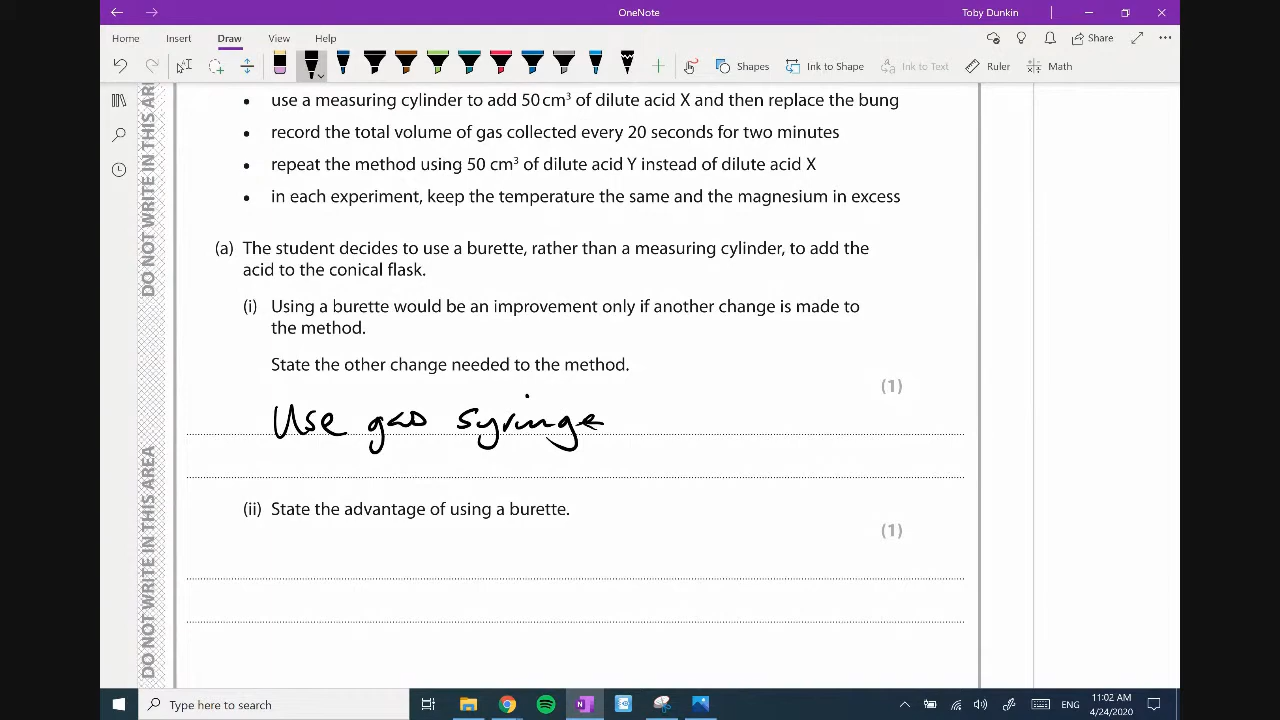 OneNote
Toby Dunkin
Home Insert Draw View Help
Share
Shapes
Ink to Shape
Ink to Text
Ruler
Math
DO NOT WRITE IN THIS AREA
use a measuring cylinder to add 50 cm³ of dilute acid X and then replace the bung
record the total volume of gas collected every 20 seconds for two minutes
repeat the method using 50 cm³ of dilute acid Y instead of dilute acid X
in each experiment, keep the temperature the same and the magnesium in excess
(a) The student decides to use a burette, rather than a measuring cylinder, to add the
acid to the conical flask.
(i) Using a burette would be an improvement only if another change is made to
the method.
State the other change needed to the method.
(1)
Use gas syringe
DO NOT WRITE IN THIS AREA
(ii) State the advantage of using a burette.
(1)
Type here to search
ENG
11:02 AM
4/24/2020